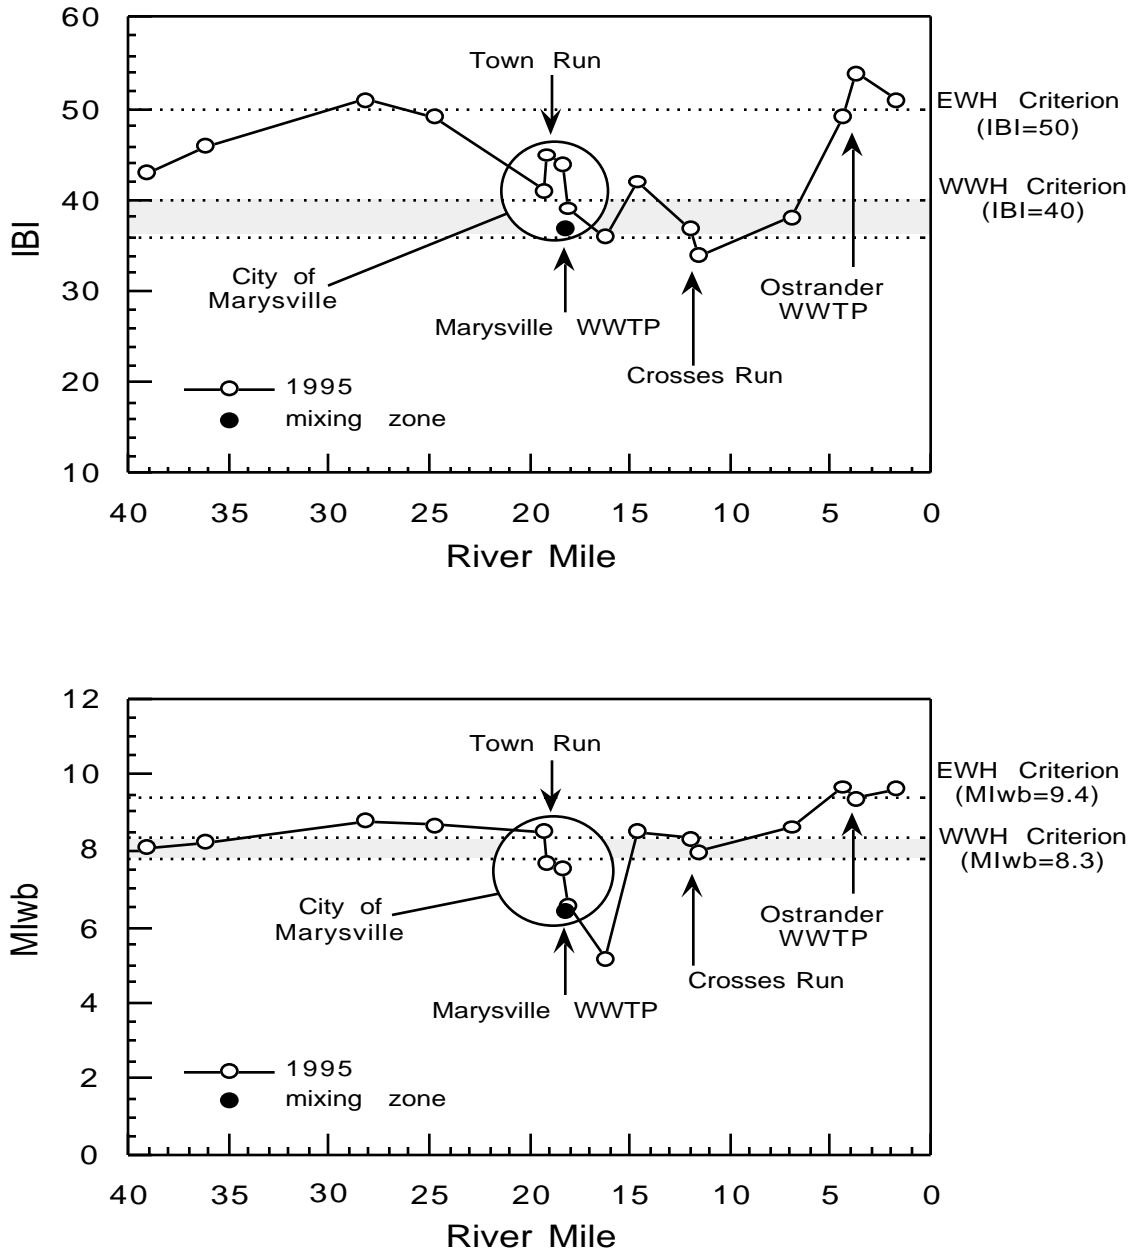 60
Town Run
50
EWH Criterion
(IBI=50)
40
WWH Criterion
(IBI=40)
IBI
City of
Marysville
30
Ostrander
WWTP
Marysville WWTP
Crosses Run
20
1995
mixing zone
10
40 35 30 25 20 15 10 5 0
River Mile
12
Town Run
10
EWH Criterion
(MIwb=9.4)
8
WWH Criterion
(MIwb=8.3)
MIwb
City of
Marysville
6
Ostrander
WWTP
Crosses Run
4
Marysville WWTP
2
1995
mixing zone
0
40 35 30 25 20 15 10 5 0
River Mile